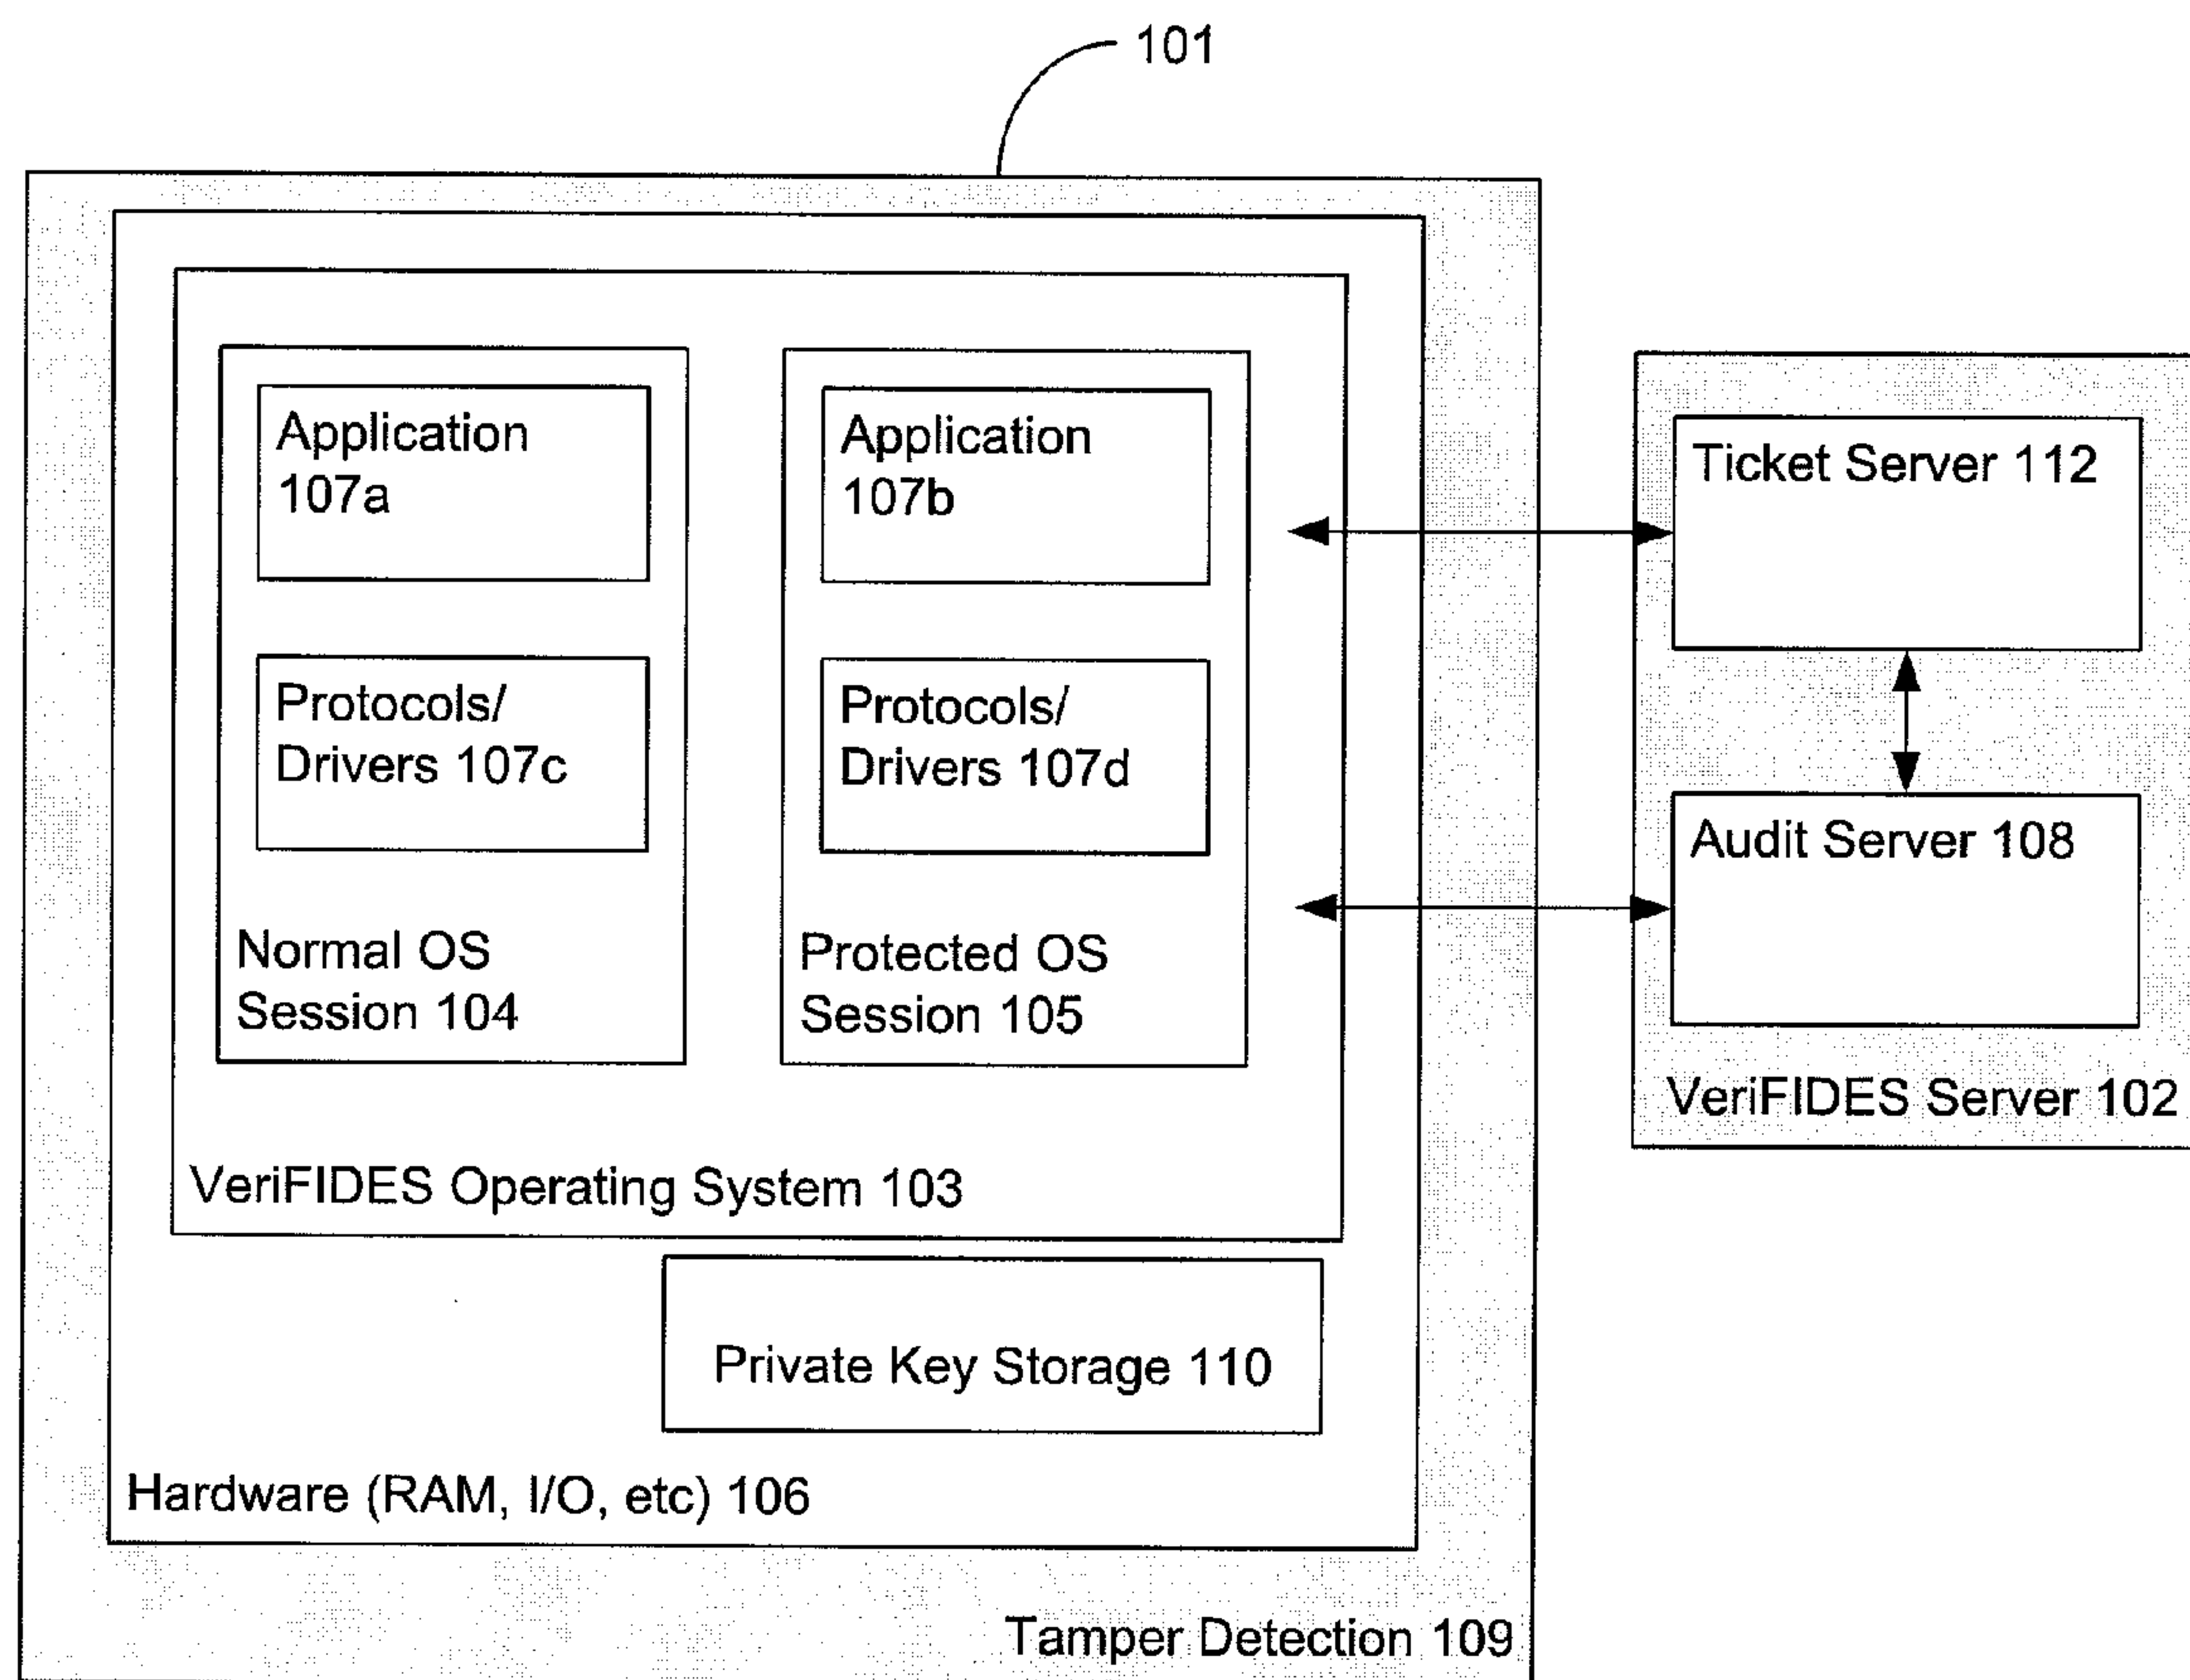 101
Application
107a
Application
107b
Protocols/
Drivers 107c
Protocols/
Drivers 107d
Normal OS
Session 104
Protected OS
Session 105
VeriFIDES Operating System 103
Private Key Storage 110
Hardware (RAM, I/O, etc) 106
Tamper Detection 109
Ticket Server 112
Audit Server 108
VeriFIDES Server 102